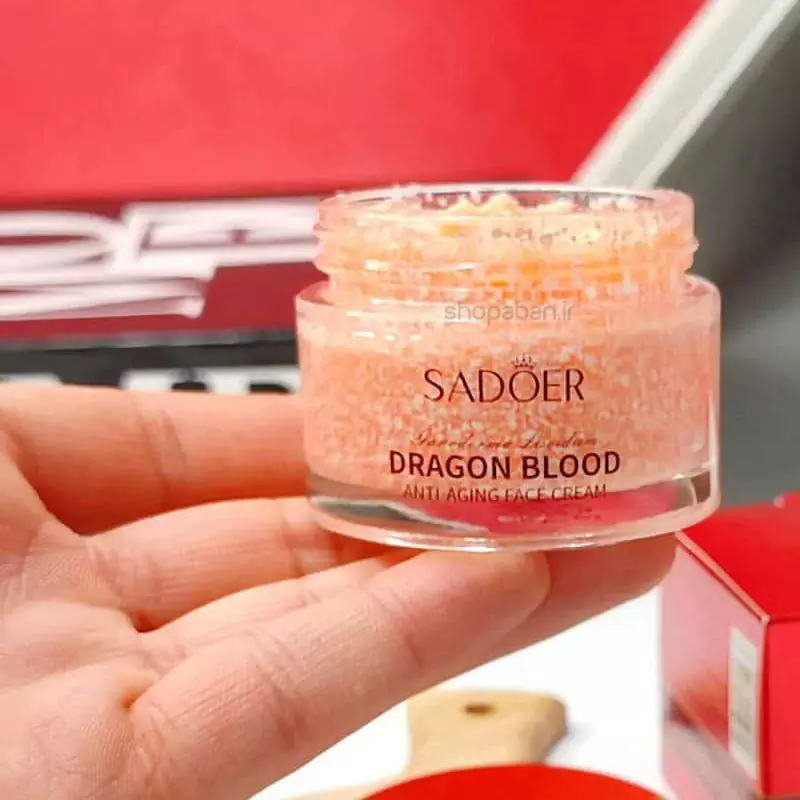 shopaban.ir
SADOER
DRAGON BLOOD
ANTI-AGING FACE CREAM